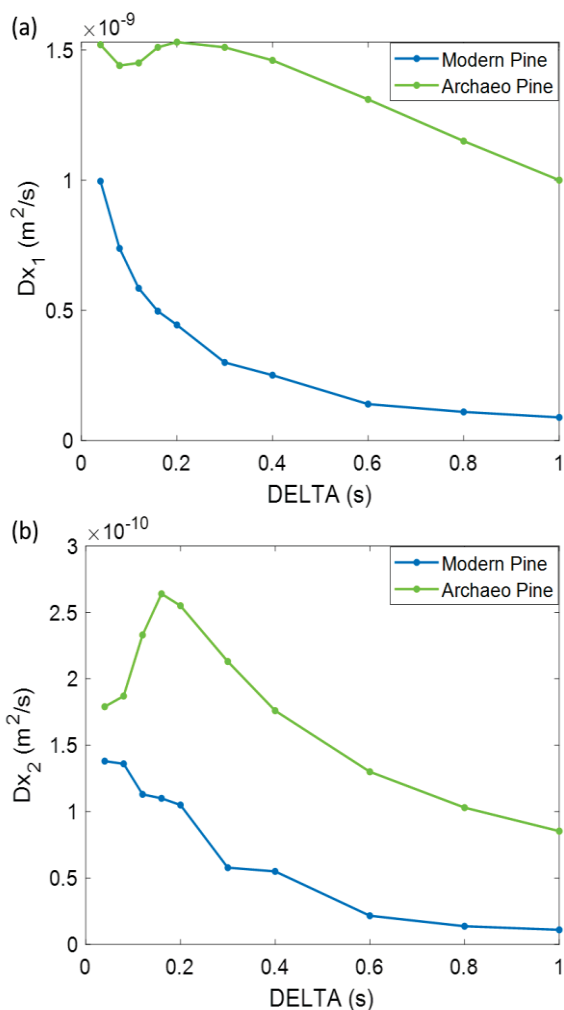 (a)
×10⁻⁹
1.5
1
0.5
0
Dx₁ (m²/s)
Modern Pine
Archaeo Pine
0 0.2 0.4 0.6 0.8 1
DELTA (s)
(b)
×10⁻¹⁰
3
2.5
2
1.5
1
0.5
0
Dx₂ (m²/s)
Modern Pine
Archaeo Pine
0 0.2 0.4 0.6 0.8 1
DELTA (s)